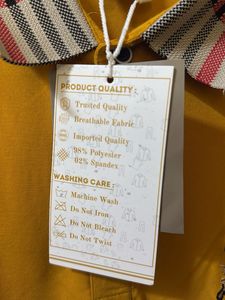 PRODUCT QUALITY :
Trusted Quality
Breathable Fabric
Imported Quality
98% Polyester
02% Spandex
WASHING CARE :
Machine Wash
Do Not Iron
Do Not Bleach
Do Not Twist